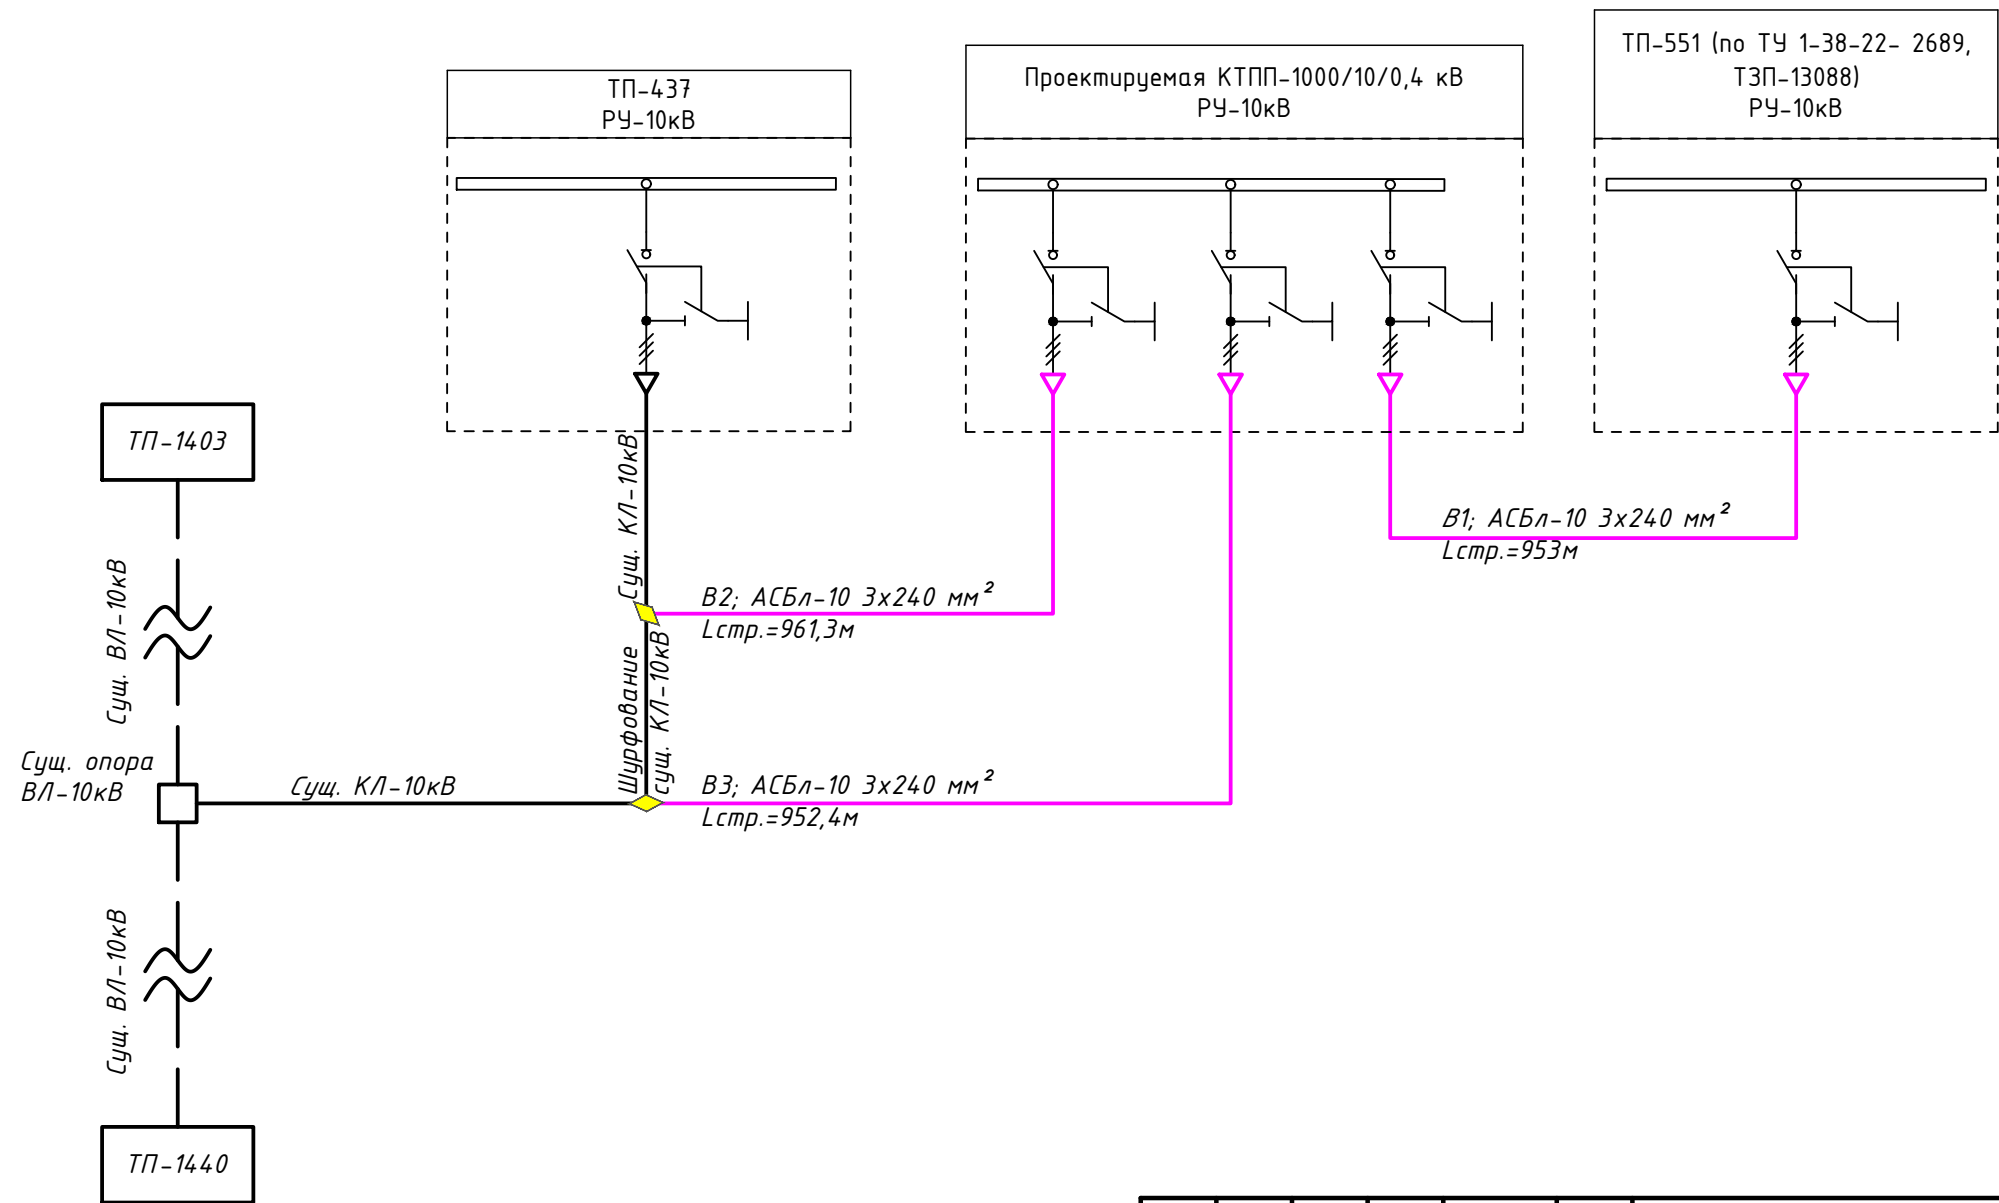 ТП-437
РУ-10кВ
Проектируемая КТПП-1000/10/0,4 кВ
РУ-10кВ
ТП-551 (по ТУ 1-38-22- 2689,
ТЗП-13088)
РУ-10кВ
ТП-1403
Сущ. ВЛ-10кВ
Сущ. опора
ВЛ-10кВ
Сущ. КЛ-10кВ
Сущ. ВЛ-10кВ
ТП-1440
Сущ. КЛ-10кВ
Шурфование
сущ. КЛ-10кВ
В2; АСБл-10 3х240 мм²
Lстр.=961,3м
В3; АСБл-10 3х240 мм²
Lстр.=952,4м
В1; АСБл-10 3х240 мм²
Lстр.=953м